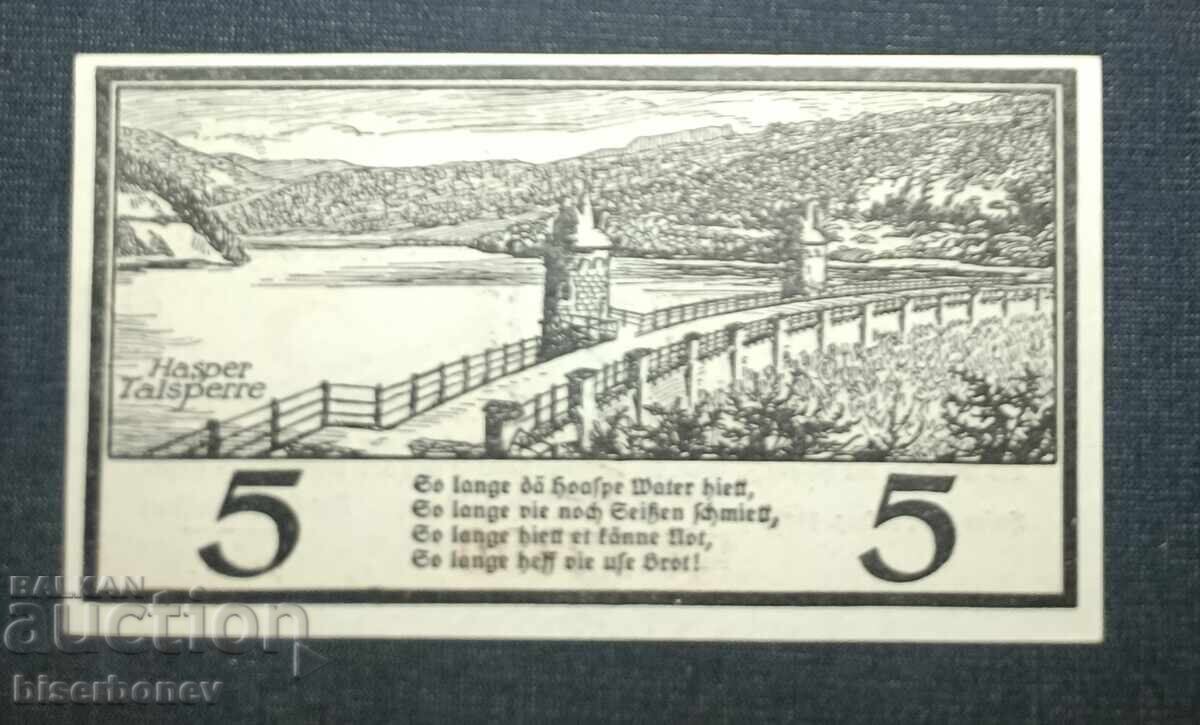 Hasper
Talsperre
5
So lange dä Hoaspe Water hiett,
So lange vie noch Seißen schmiett,
So lange hiett et känne Not,
So lange heff vie use Brot!
5
BALKAN
auction
biserbonev